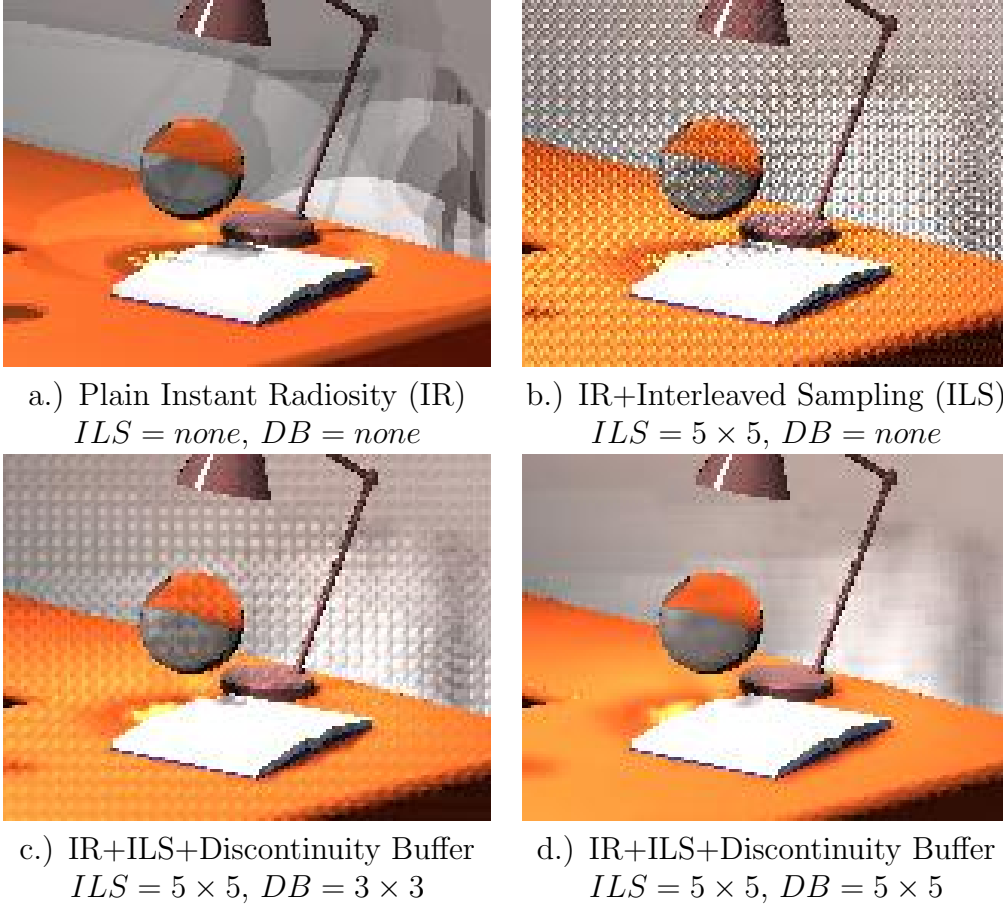 a.) Plain Instant Radiosity (IR)
ILS = none, DB = none
b.) IR+Interleaved Sampling (ILS)
ILS = 5 × 5, DB = none
c.) IR+ILS+Discontinuity Buffer
ILS = 5 × 5, DB = 3 × 3
d.) IR+ILS+Discontinuity Buffer
ILS = 5 × 5, DB = 5 × 5